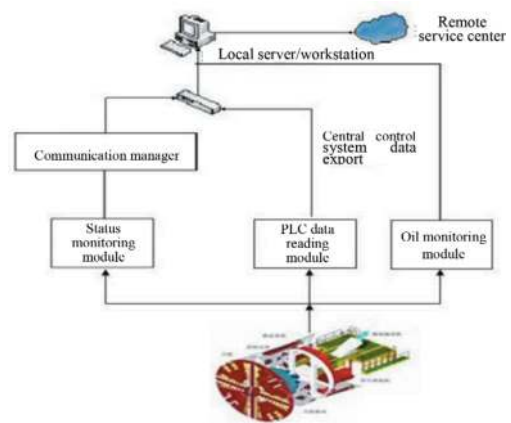 Remote
service center
Local server/workstation
Central control
system data
export
Communication manager
Status
monitoring
module
PLC data
reading
module
Oil monitoring
module